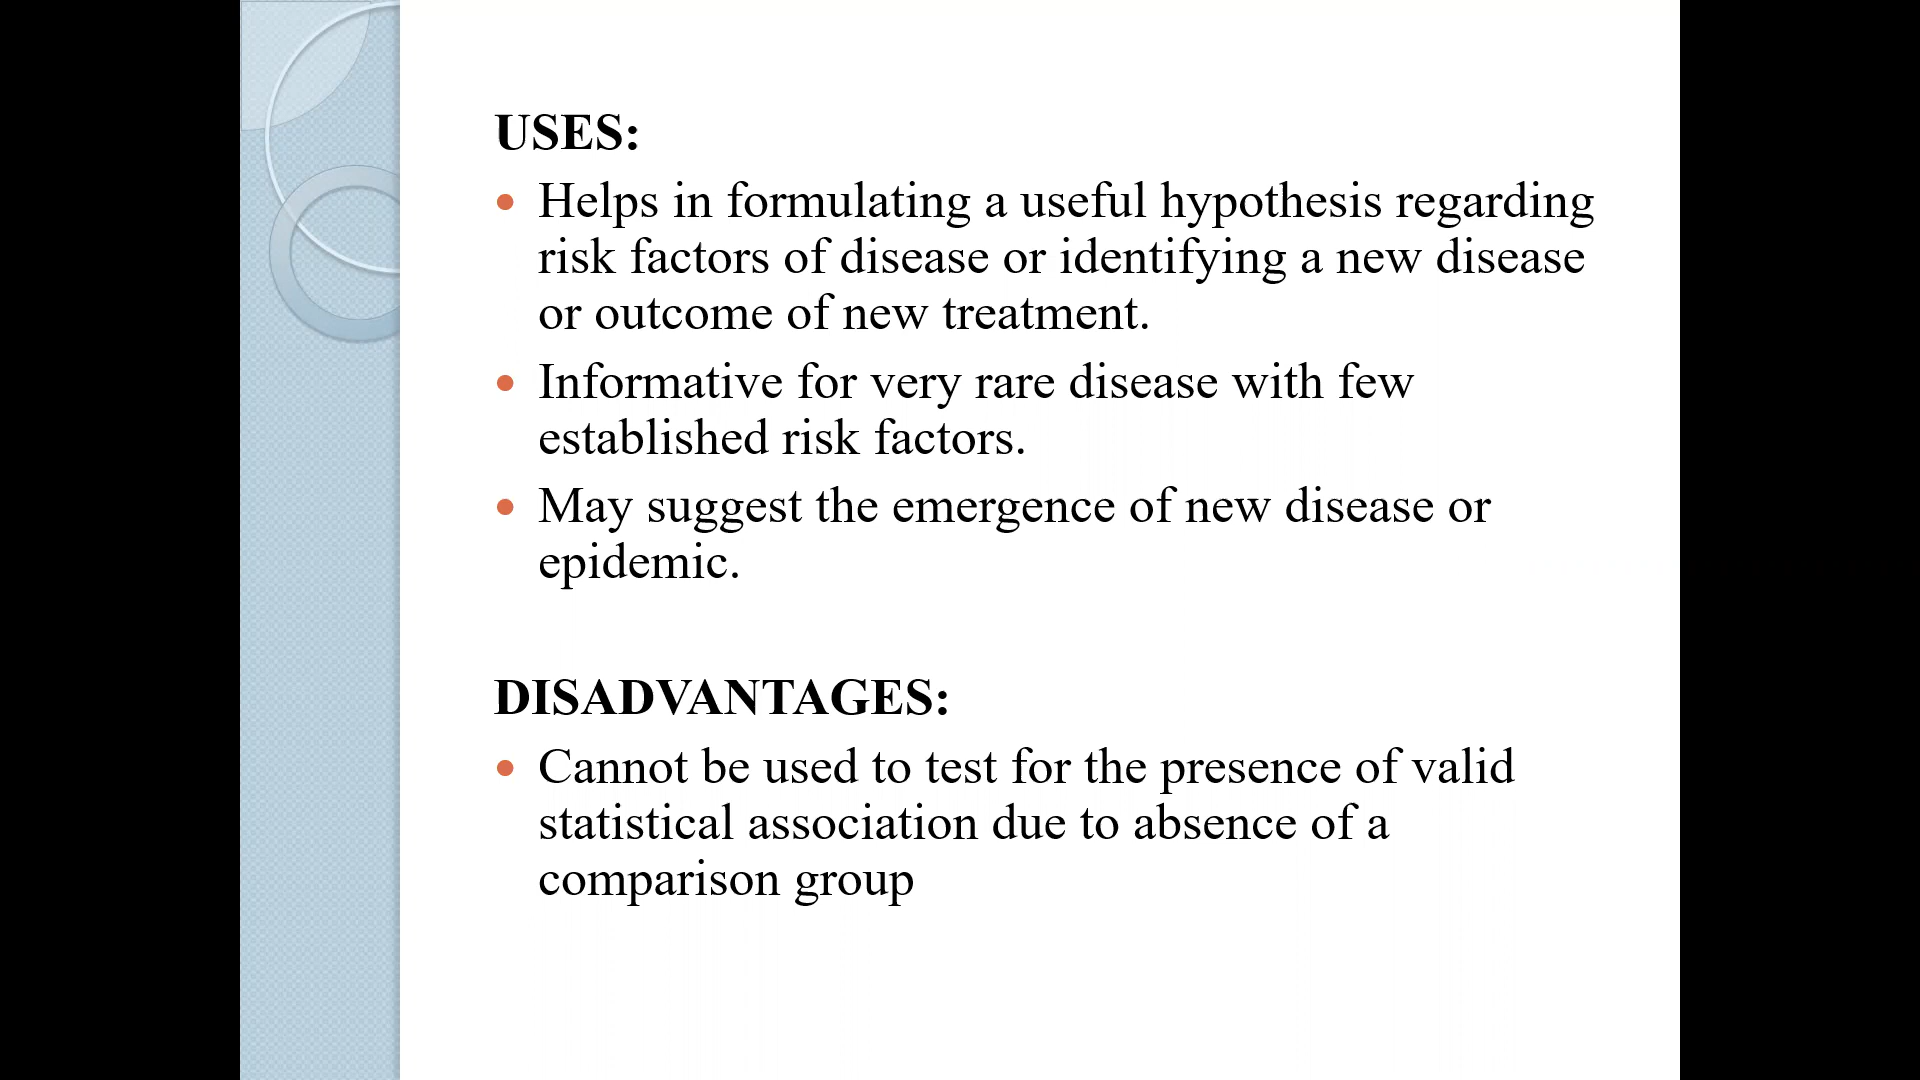 USES:
Helps in formulating a useful hypothesis regarding
risk factors of disease or identifying a new disease
or outcome of new treatment.
Informative for very rare disease with few
established risk factors.
May suggest the emergence of new disease or
epidemic.
DISADVANTAGES:
Cannot be used to test for the presence of valid
statistical association due to absence of a
comparison group